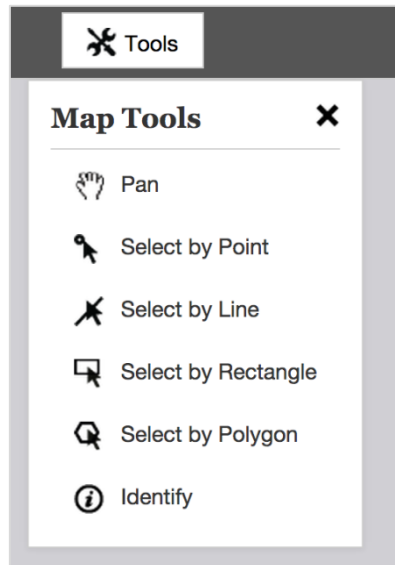 Tools
Map Tools
Pan
Select by Point
Select by Line
Select by Rectangle
Select by Polygon
Identify